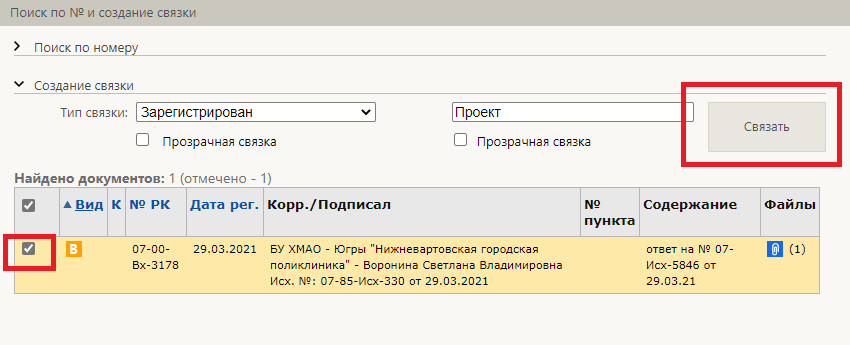 Поиск по № и создание связки
Поиск по номеру
Создание связки
Тип связки: Зарегистрирован Проект Связать
Прозрачная связка Прозрачная связка
Найдено документов: 1 (отмечено - 1)
Вид К № РК Дата рег. Корр./Подписал № пункта Содержание Файлы
В 07-00-Вх-3178 29.03.2021 БУ ХМАО - Югры "Нижневартовская городская
поликлиника" - Воронина Светлана Владимировна
Исх. №: 07-85-Исх-330 от 29.03.2021
ответ на № 07-
Исх-5846 от
29.03.21
(1)